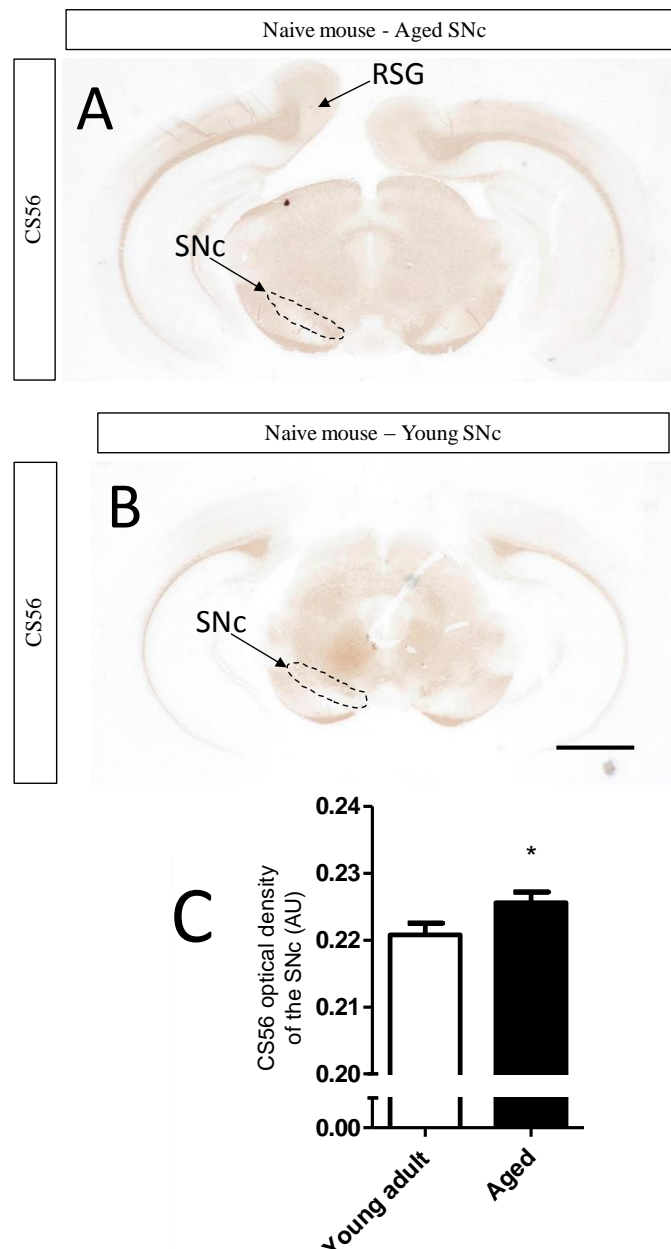 Naive mouse - Aged SNc
CS56
A
RSG
SNc
Naive mouse – Young SNc
CS56
B
SNc
C
CS56 optical density
of the SNc (AU)
0.24
0.23
0.22
0.21
0.20
0.00
*
Young adult
Aged